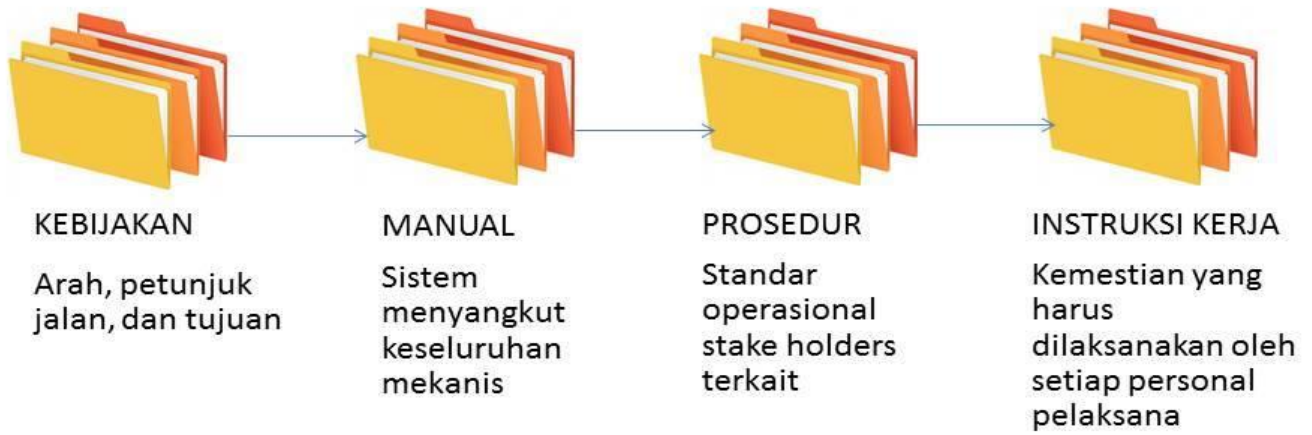 KEBIJAKAN
Arah, petunjuk
jalan, dan tujuan
MANUAL
Sistem
menyangkut
keseluruhan
mekanis
PROSEDUR
Standar
operasional
stake holders
terkait
INSTRUKSI KERJA
Kemestian yang
harus
dilaksanakan oleh
setiap personal
pelaksana